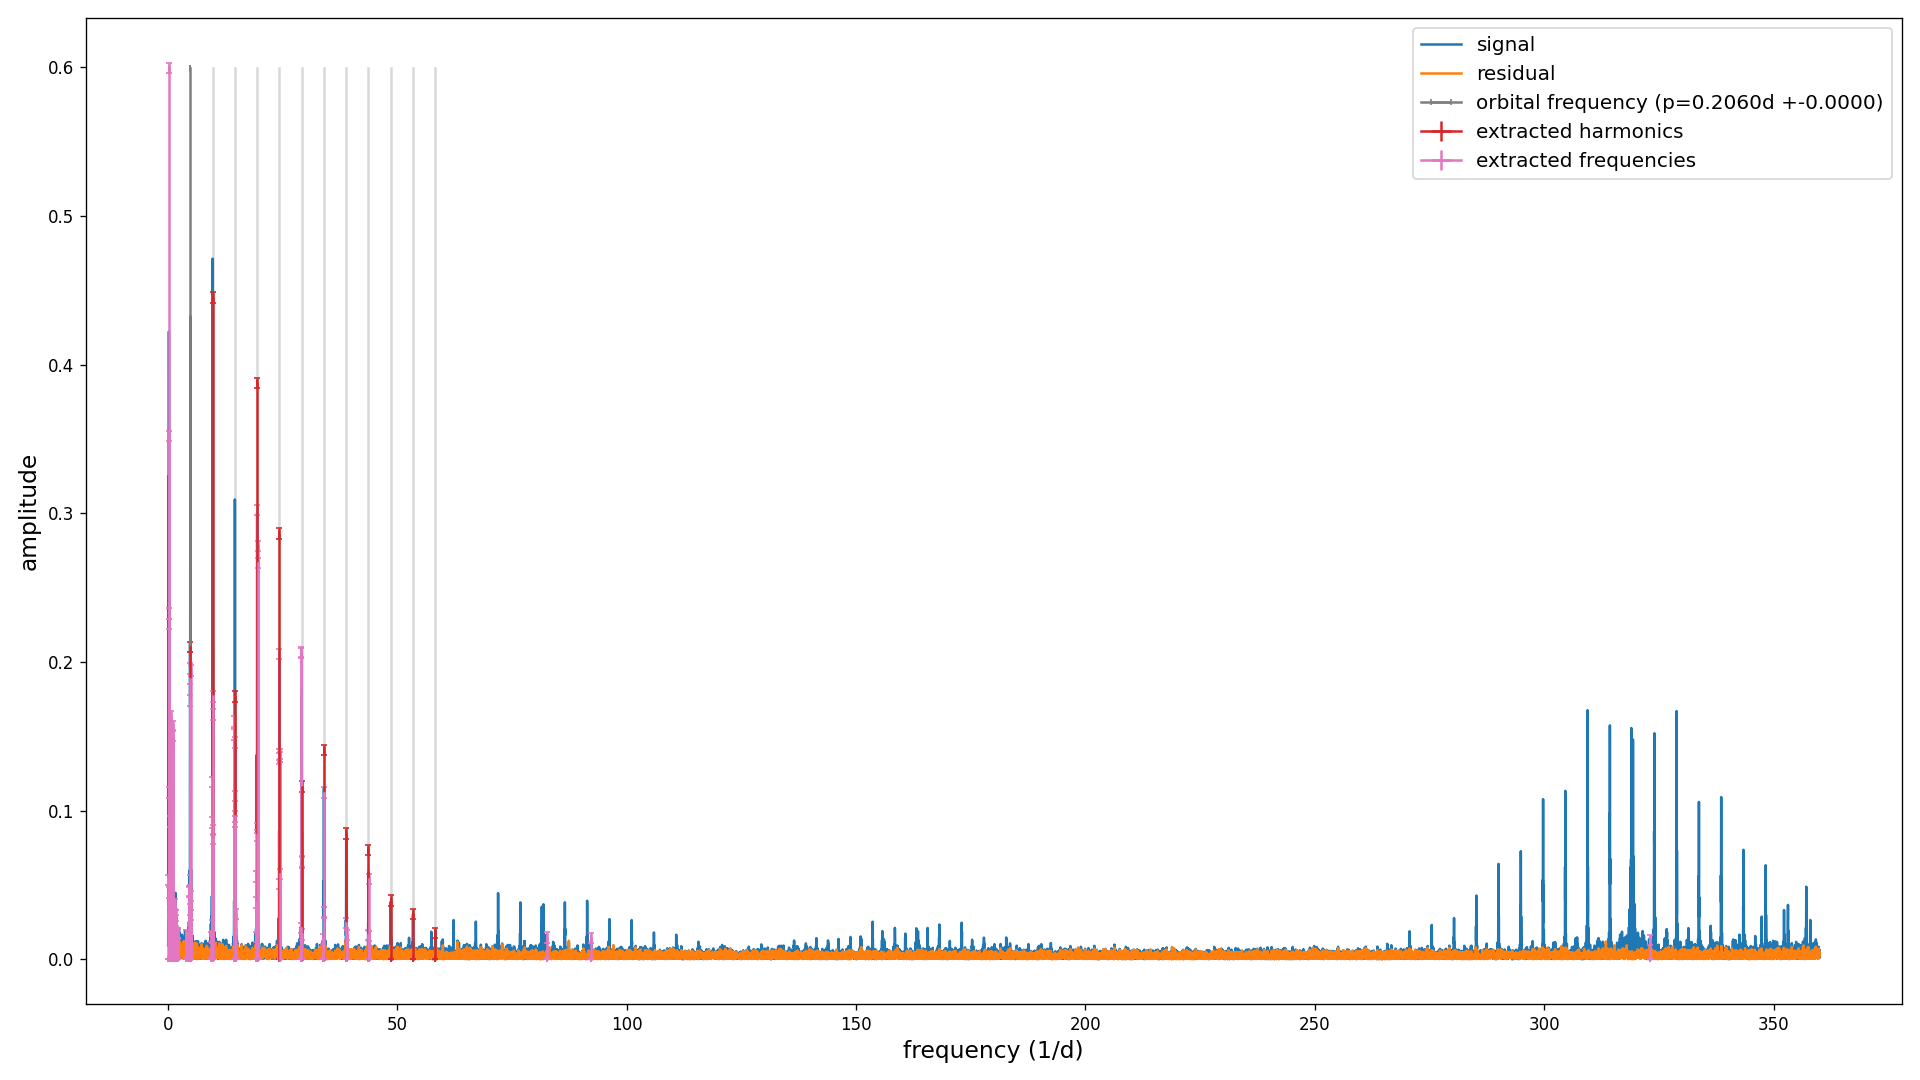 signal
residual
orbital frequency (p=0.2060d +-0.0000)
extracted harmonics
extracted frequencies
amplitude
0.6
0.5
0.4
0.3
0.2
0.1
0.0
0 50 100 150 200 250 300 350
frequency (1/d)